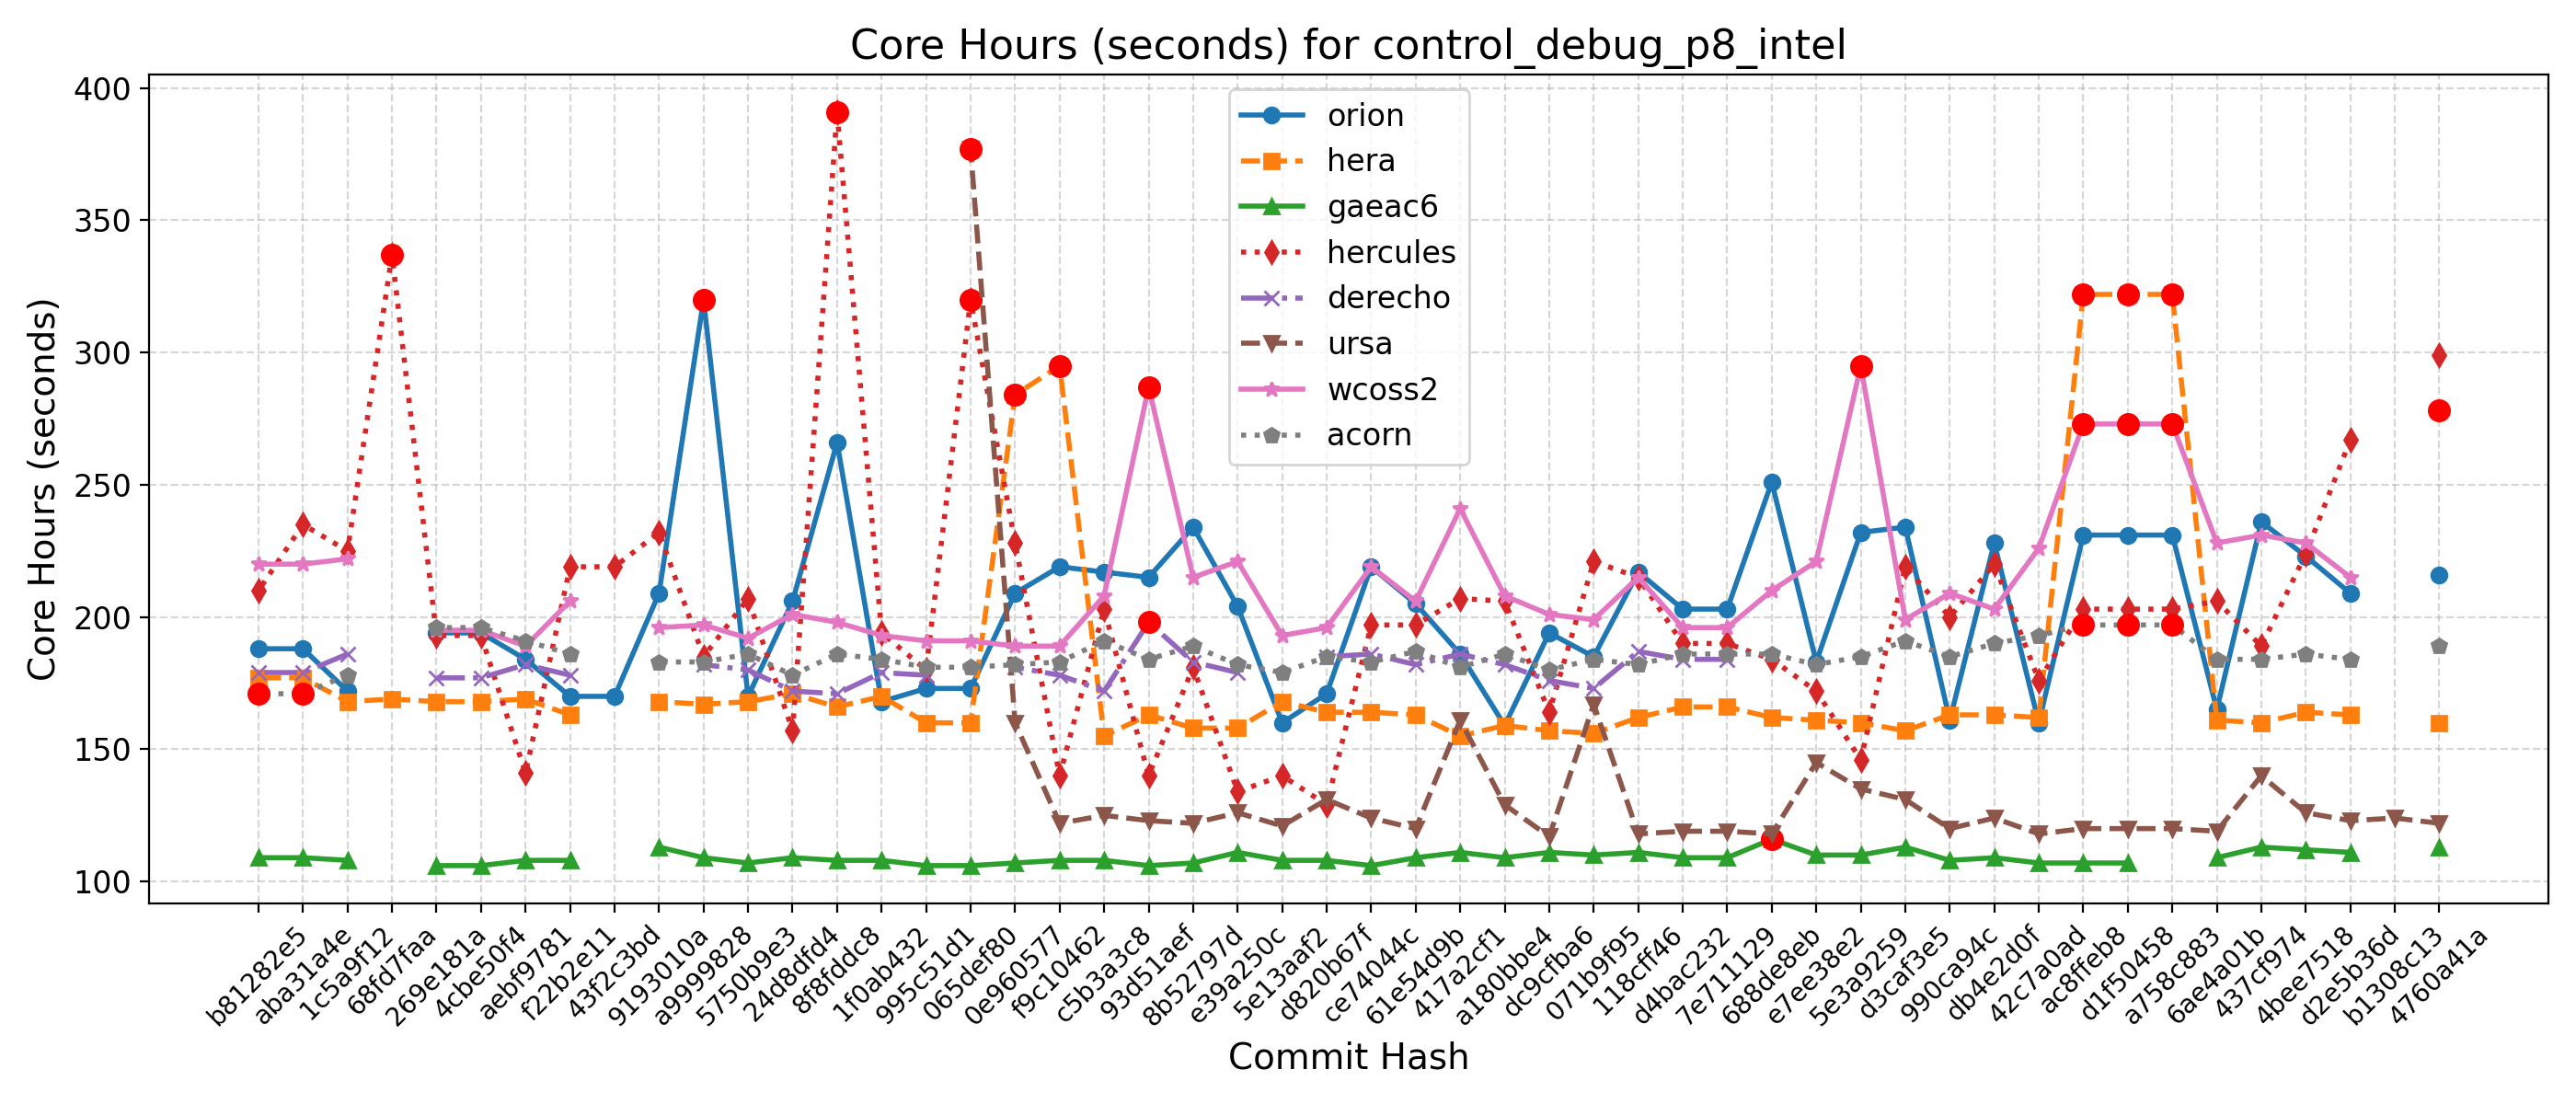 Core Hours (seconds) for control_debug_p8_intel
400
350
300
250
200
150
100
Core Hours (seconds)
orion
hera
gaeac6
hercules
derecho
ursa
wcoss2
acorn
b81282e5
aba31a4e
1c5a9f12
68fd7faa
269e181a
4cbe50f4
aebf9781
f22b2e11
43f2c3bd
9193010a
a9999828
5750b9e3
24d8dfd4
8f8fddc8
1f0ab432
995c51d1
065def80
0e960577
f9c10462
c5b3a3c8
93d51aef
8b52797d
e39a250c
5e13aaf2
d820b67f
ce74044c
61e54d9b
417a2cf1
a180bbe4
dc9cfba6
071b9f95
118cff46
d4bac232
7e711129
688de8eb
e7ee38e2
5e3a9259
d3caf3e5
990ca94c
db4e2d0f
42c7a0ad
ac8ffeb8
d1f50458
a758c883
6ae4a01b
437cf974
4bee7518
d2e5b36d
b1308c13
4760a41a
Commit Hash